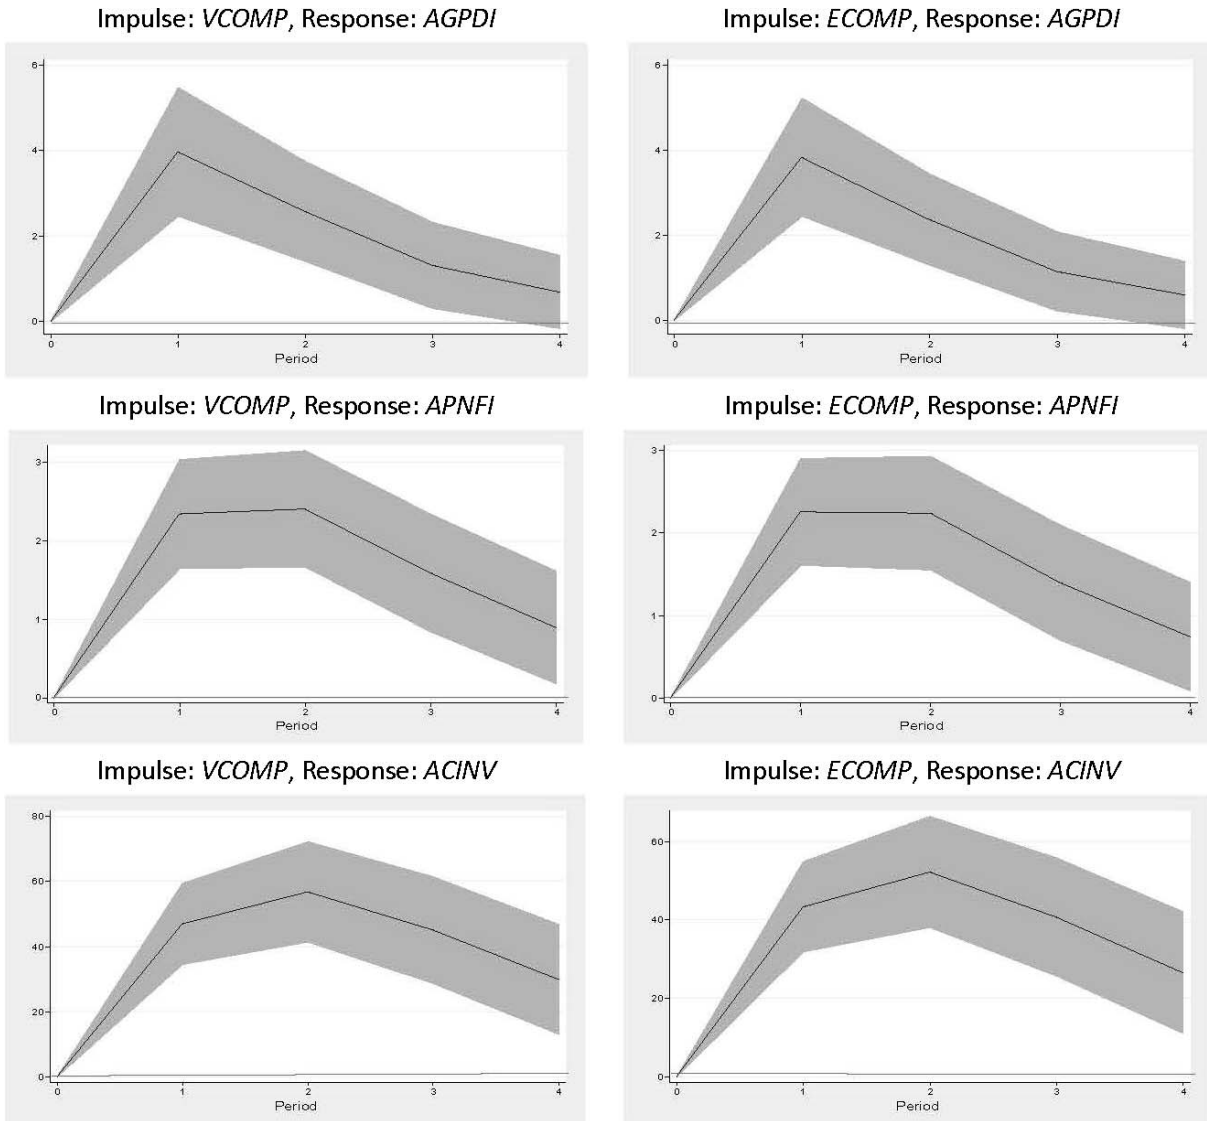 Impulse: VCOMP, Response: AGPDI
6
4
2
0
0 1 2 3 4
Period
Impulse: ECOMP, Response: AGPDI
6
4
2
0
0 1 2 3 4
Period
Impulse: VCOMP, Response: APNFI
3
2
1
0
0 1 2 3 4
Period
Impulse: ECOMP, Response: APNFI
3
2
1
0
0 1 2 3 4
Period
Impulse: VCOMP, Response: ACINV
80
60
40
20
0
0 1 2 3 4
Period
Impulse: ECOMP, Response: ACINV
60
40
20
0
0 1 2 3 4
Period